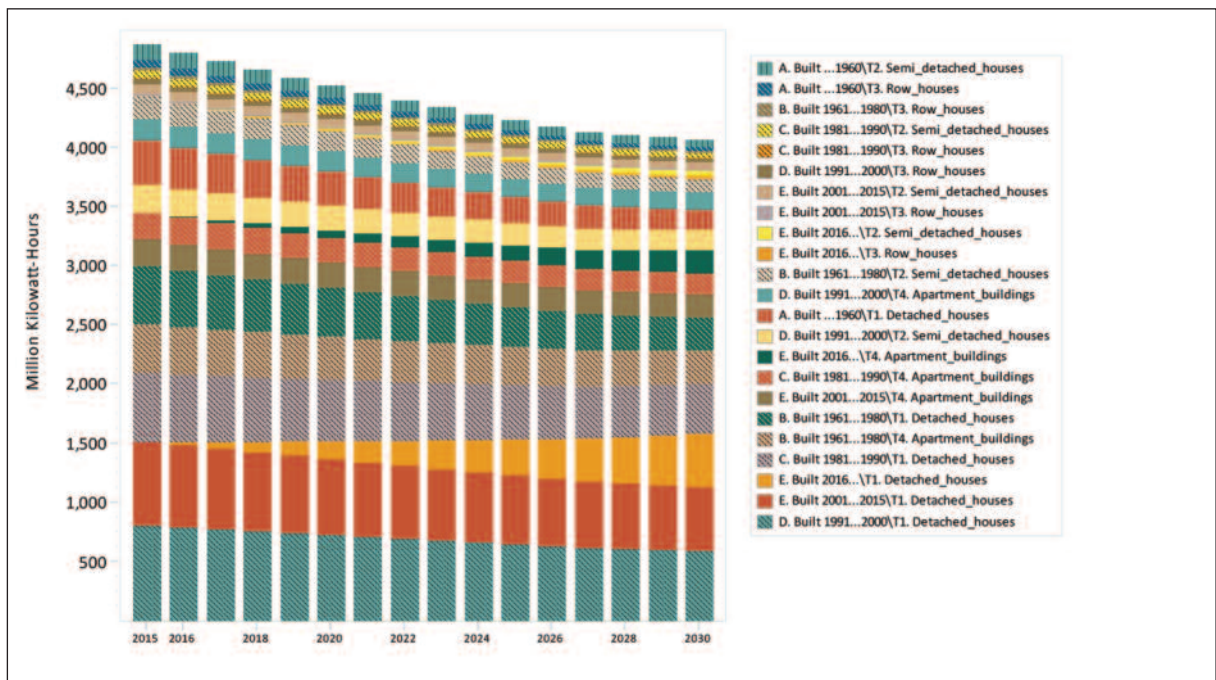 Million Kilowatt-Hours
4,500
4,000
3,500
3,000
2,500
2,000
1,500
1,000
500
2015 2016 2018 2020 2022 2024 2026 2028 2030
A. Built ...1960\T2. Semi_detached_houses
A. Built ...1960\T3. Row_houses
B. Built 1961...1980\T3. Row_houses
C. Built 1981...1990\T2. Semi_detached_houses
C. Built 1981...1990\T3. Row_houses
D. Built 1991...2000\T3. Row_houses
E. Built 2001...2015\T2. Semi_detached_houses
E. Built 2001...2015\T3. Row_houses
E. Built 2016...\T2. Semi_detached_houses
E. Built 2016...\T3. Row_houses
B. Built 1961...1980\T2. Semi_detached_houses
D. Built 1991...2000\T4. Apartment_buildings
A. Built ...1960\T1. Detached_houses
D. Built 1991...2000\T2. Semi_detached_houses
E. Built 2016...\T4. Apartment_buildings
C. Built 1981...1990\T4. Apartment_buildings
E. Built 2001...2015\T4. Apartment_buildings
B. Built 1961...1980\T1. Detached_houses
B. Built 1961...1980\T4. Apartment_buildings
C. Built 1981...1990\T1. Detached_houses
E. Built 2016...\T1. Detached_houses
E. Built 2001...2015\T1. Detached_houses
D. Built 1991...2000\T1. Detached_houses